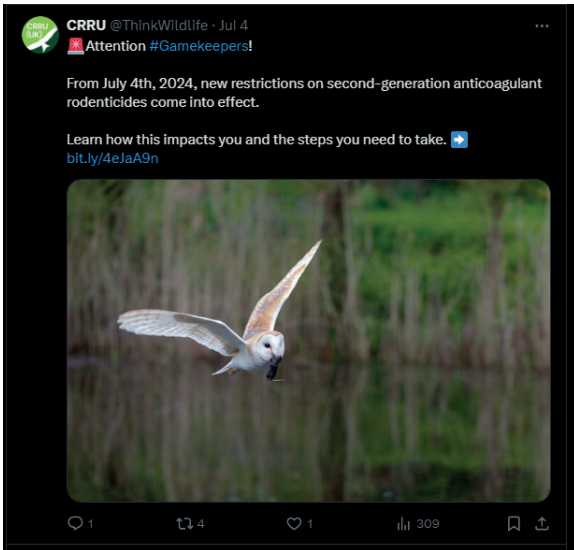 CRRU (UK)
CRRU @ThinkWildlife · Jul 4
🚨Attention #Gamekeepers!
From July 4th, 2024, new restrictions on second-generation anticoagulant
rodenticides come into effect.
Learn how this impacts you and the steps you need to take. ➡️
bit.ly/4eJaA9n
1 4 1 309